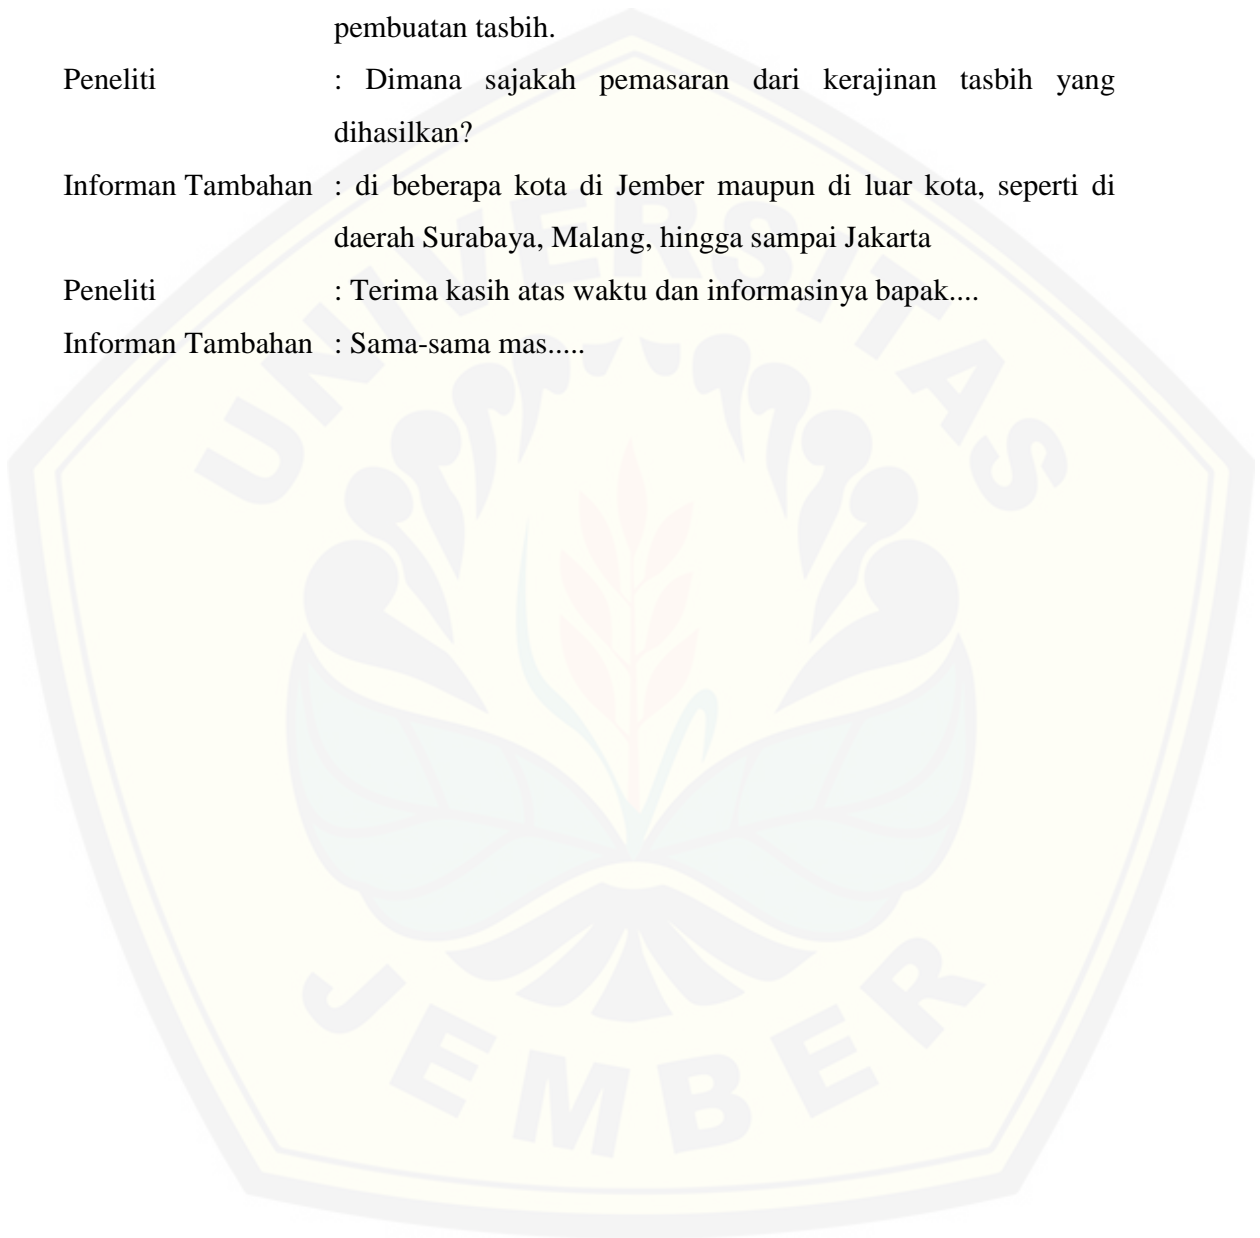 pembuatan tasbih.
Peneliti : Dimana sajakah pemasaran dari kerajinan tasbih yang
dihasilkan?
Informan Tambahan : di beberapa kota di Jember maupun di luar kota, seperti di
daerah Surabaya, Malang, hingga sampai Jakarta
Peneliti : Terima kasih atas waktu dan informasinya bapak....
Informan Tambahan : Sama-sama mas.....
UNIVERSITAS
JEMBER